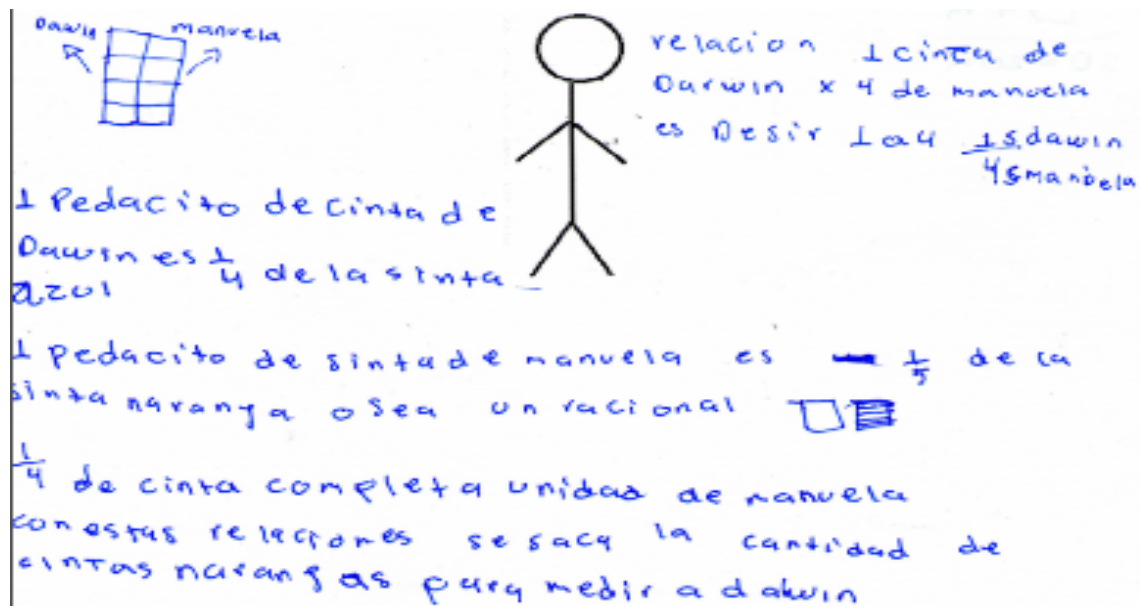 Dawin manuela
relacion 1 cinta de
Darwin x 4 de manuela
es Desir 1 a 4 1 s. dawin
4 s manbela
1 Pedacito de cinta de
Dawin es 1/4 de la sinta
azul
1 pedacito de sinta de manuela es 1/5 de la
sinta naranga o sea un racional
1/4 de cinta completa unidad de manuela
con estas relaciones se saca la cantidad de
cintas narangas para medir a dawin